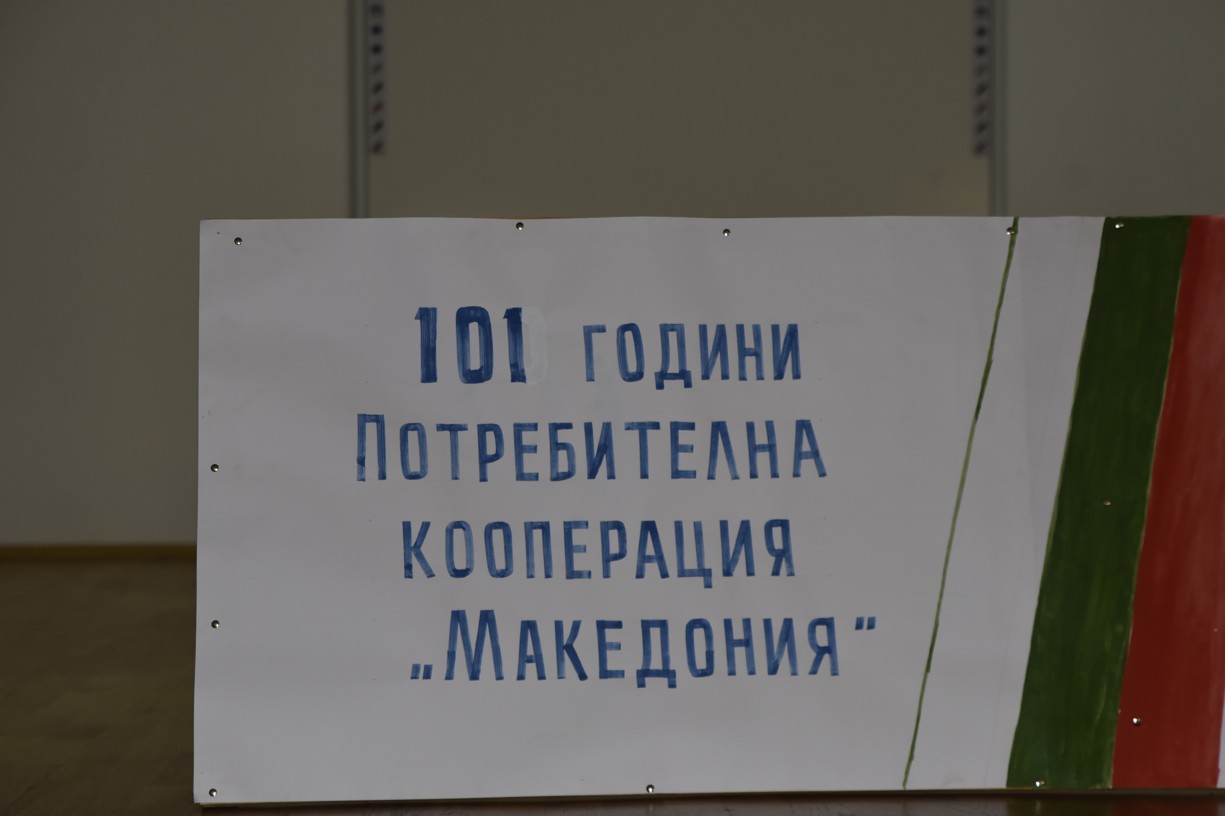 101 години
Потребителна
кооперация
„Македония“